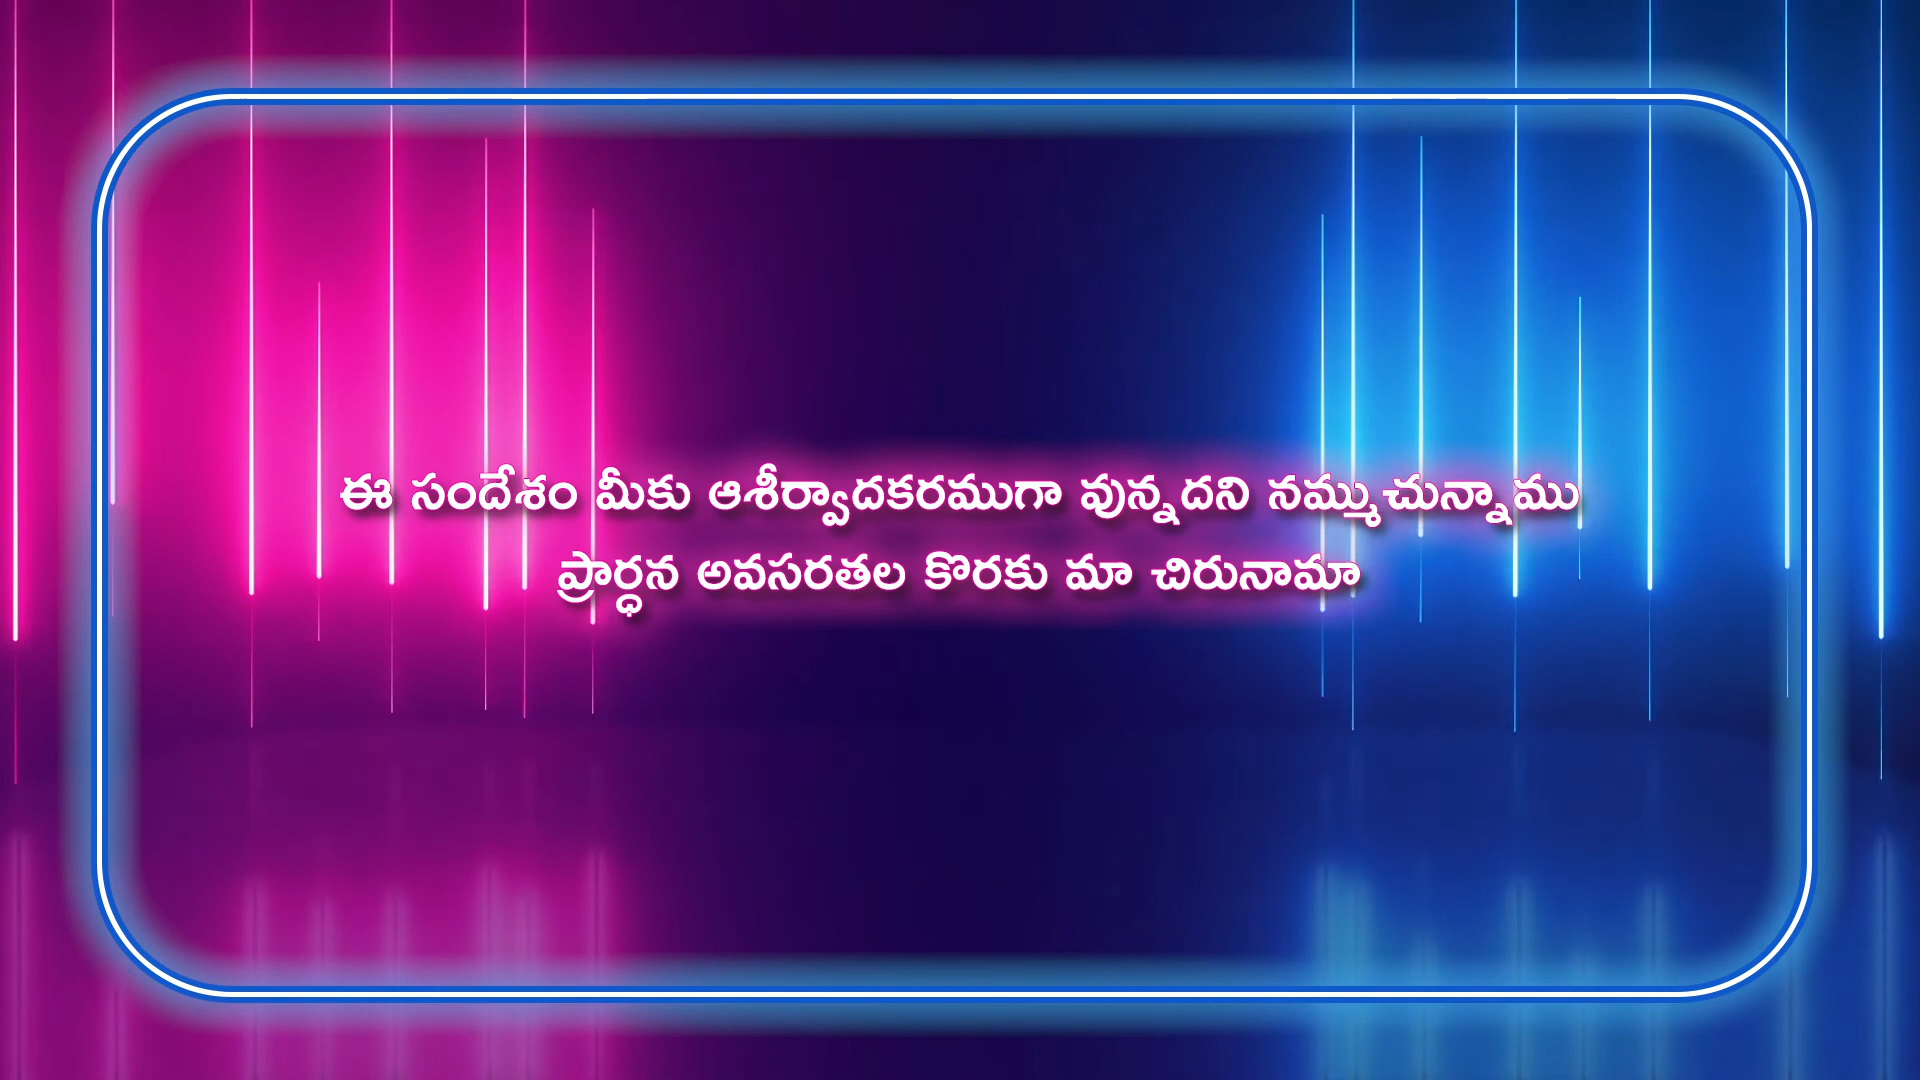 ఈ సందేశం మీకు ఆశీర్వాదకరముగా వున్నదని నమ్ముచున్నాము
ప్రార్ధన అవసరతల కొరకు మా చిరునామా